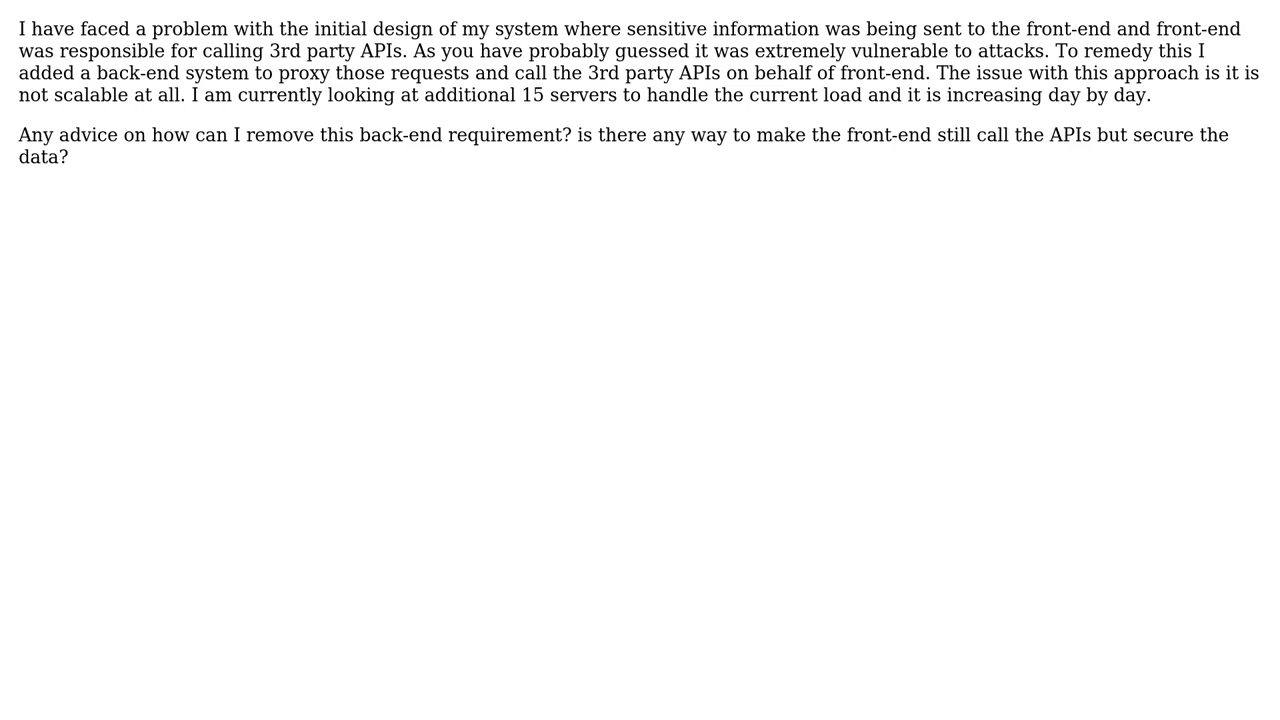 I have faced a problem with the initial design of my system where sensitive information was being sent to the front-end and front-end
was responsible for calling 3rd party APIs. As you have probably guessed it was extremely vulnerable to attacks. To remedy this I
added a back-end system to proxy those requests and call the 3rd party APIs on behalf of front-end. The issue with this approach is it is
not scalable at all. I am currently looking at additional 15 servers to handle the current load and it is increasing day by day.
Any advice on how can I remove this back-end requirement? is there any way to make the front-end still call the APIs but secure the
data?